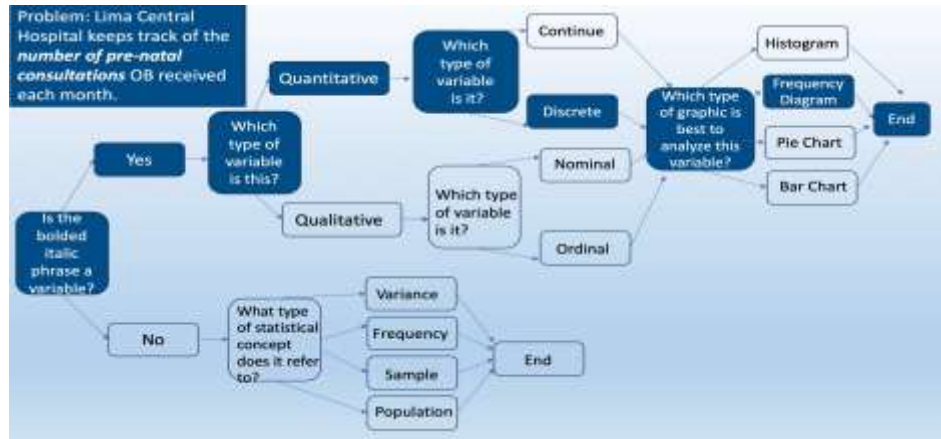 Problem: Lima Central
Hospital keeps track of the
number of pre-natal
consultations OB received
each month.
Is the
bolded
italic
phrase a
variable?
Yes
Which
type of
variable
is this?
Quantitative
Which
type of
variable
is it?
Continue
Discrete
Qualitative
Which type
of variable
is it?
Nominal
Ordinal
Which type
of graphic is
best to
analyze this
variable?
Histogram
Frequency
Diagram
Pie Chart
Bar Chart
End
No
What type
of statistical
concept
does it refer
to?
Variance
Frequency
Sample
Population
End